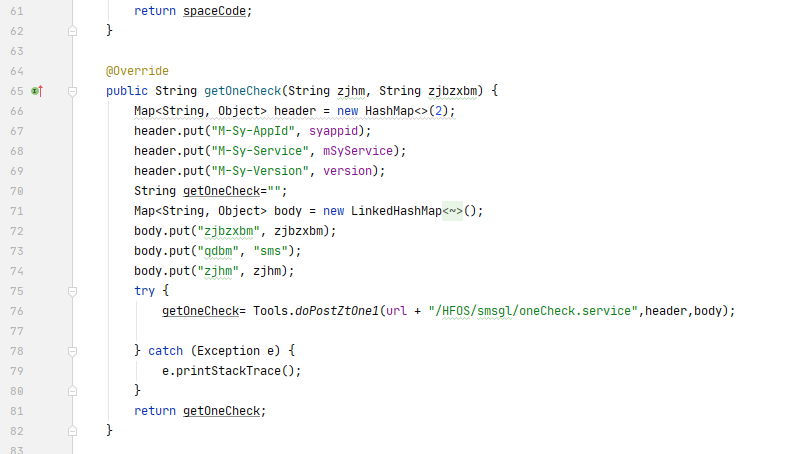 61 return spaceCode;
62 }
63
64 @Override
65 public String getOneCheck(String zjhm, String zjbzxbm) {
66 Map<String, Object> header = new HashMap<>(2);
67 header.put("M-Sy-AppId", syappid);
68 header.put("M-Sy-Service", mSyService);
69 header.put("M-Sy-Version", version);
70 String getOneCheck="";
71 Map<String, Object> body = new LinkedHashMap<~>();
72 body.put("zjbzxbm", zjbzxbm);
73 body.put("qdbm", "sms");
74 body.put("zjhm", zjhm);
75 try {
76 getOneCheck= Tools.doPostZtOne1(url + "/HFOS/smsgl/oneCheck.service",header,body);
77
78 } catch (Exception e) {
79 e.printStackTrace();
80 }
81 return getOneCheck;
82 }
83